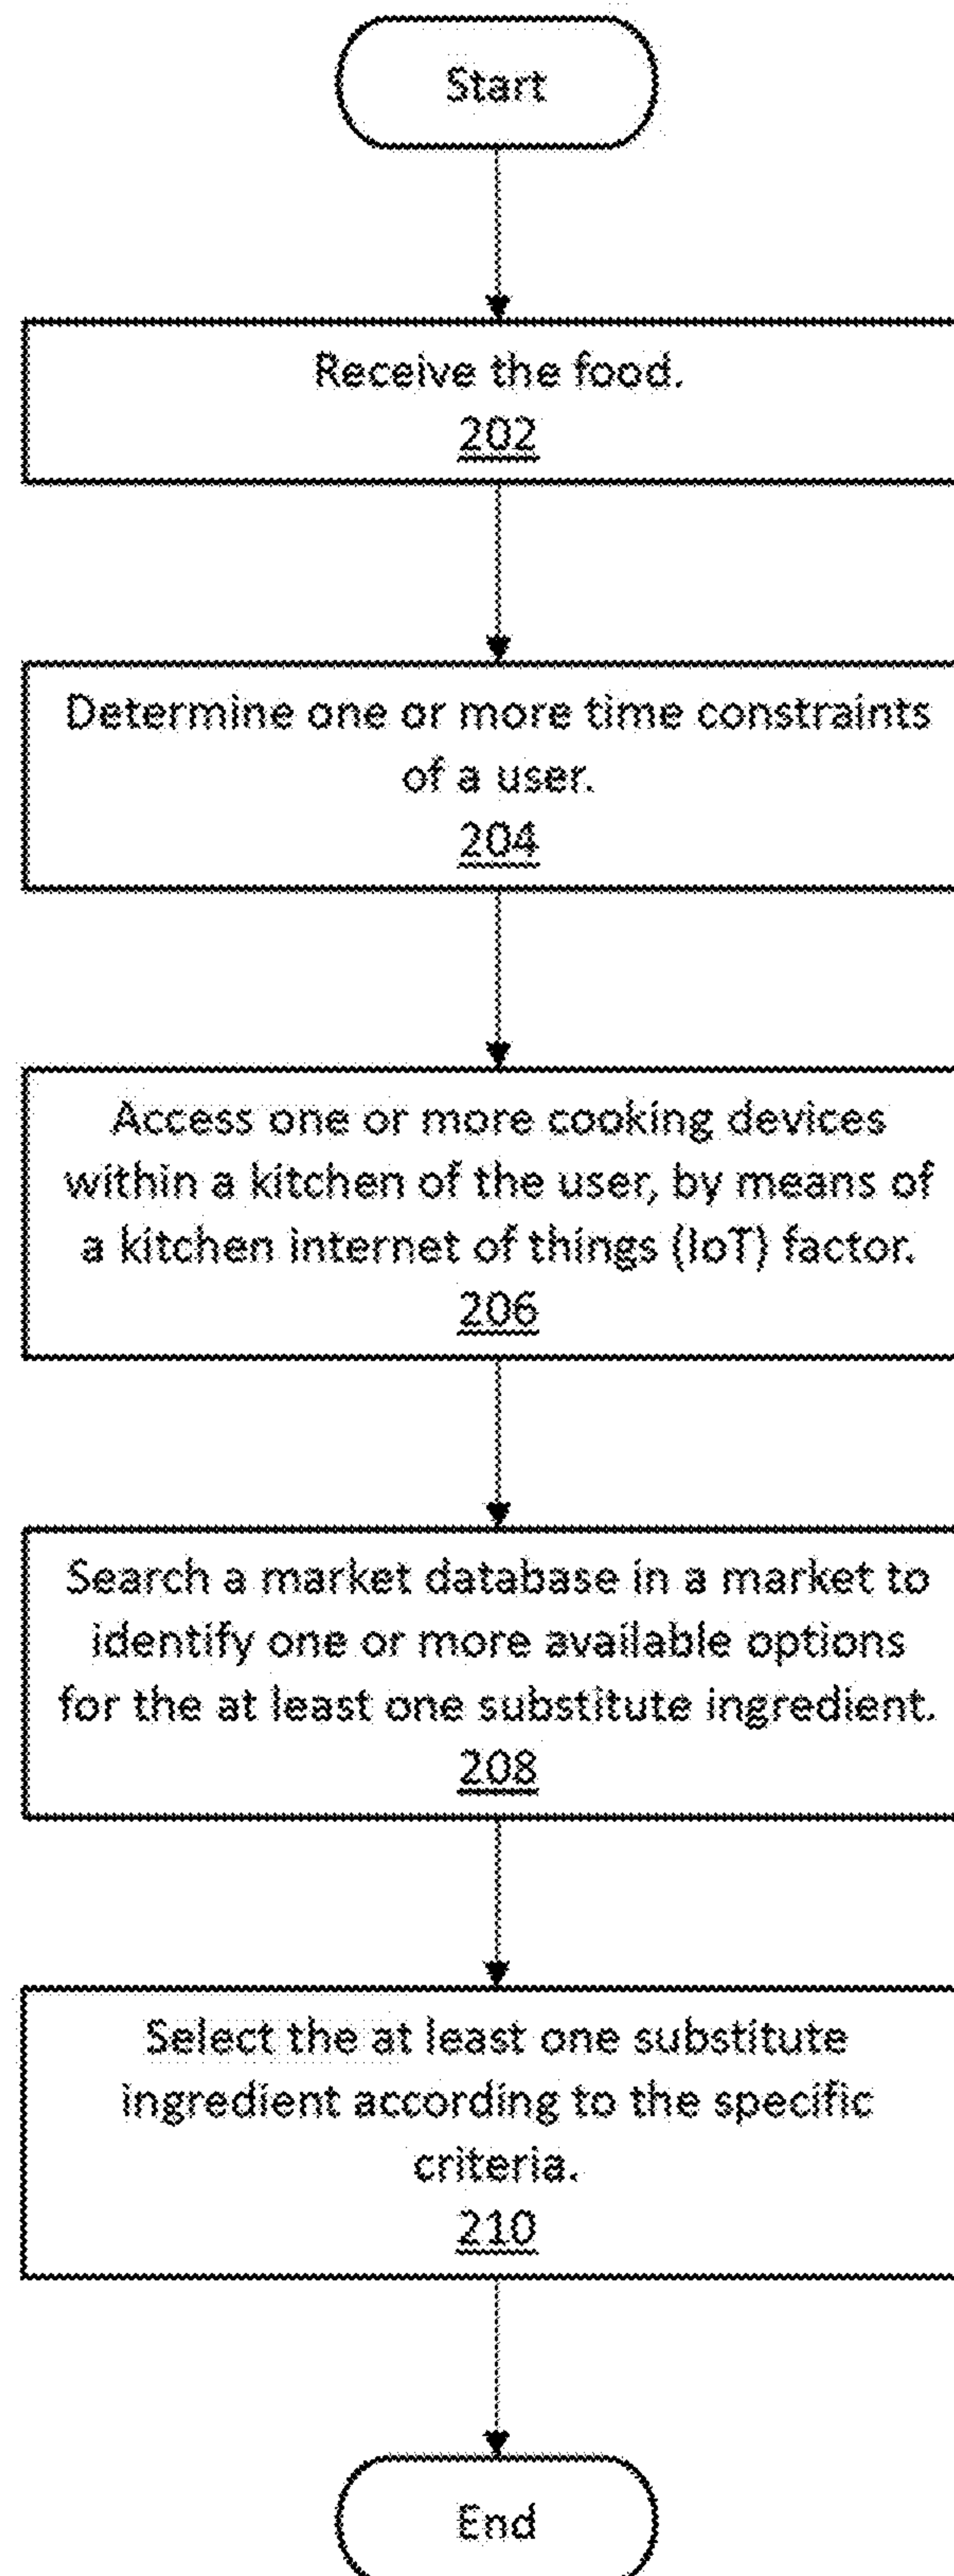 Start
Receive the food.
202
Determine one or more time constraints
of a user.
204
Access one or more cooking devices
within a kitchen of the user, by means of
a kitchen internet of things (IoT) factor.
206
Search a market database in a market to
identify one or more available options
for the at least one substitute ingredient.
208
Select the at least one substitute
ingredient according to the specific
criteria.
210
End